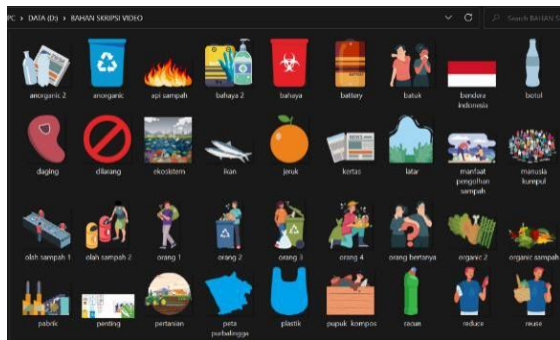 PC › DATA (D:) › BAHAN SKRIPSI VIDEO
Search BAHAN S
anorganic 2
anorganic
api sampah
bahaya 2
bahaya
battery
batuk
bendera
indonesia
botol
daging
dilarang
ekosistem
ikan
jeruk
kertas
latar
manfaat
pengolhan
sampah
manusia
kumpul
olah sampah 1
olah sampah 2
orang 1
orang 2
orang 3
orang 4
orang bertanya
organic 2
organic sampah
pabrik
penting
pertanian
peta
purbalingga
plastik
pupuk kompos
racun
reduce
reuse